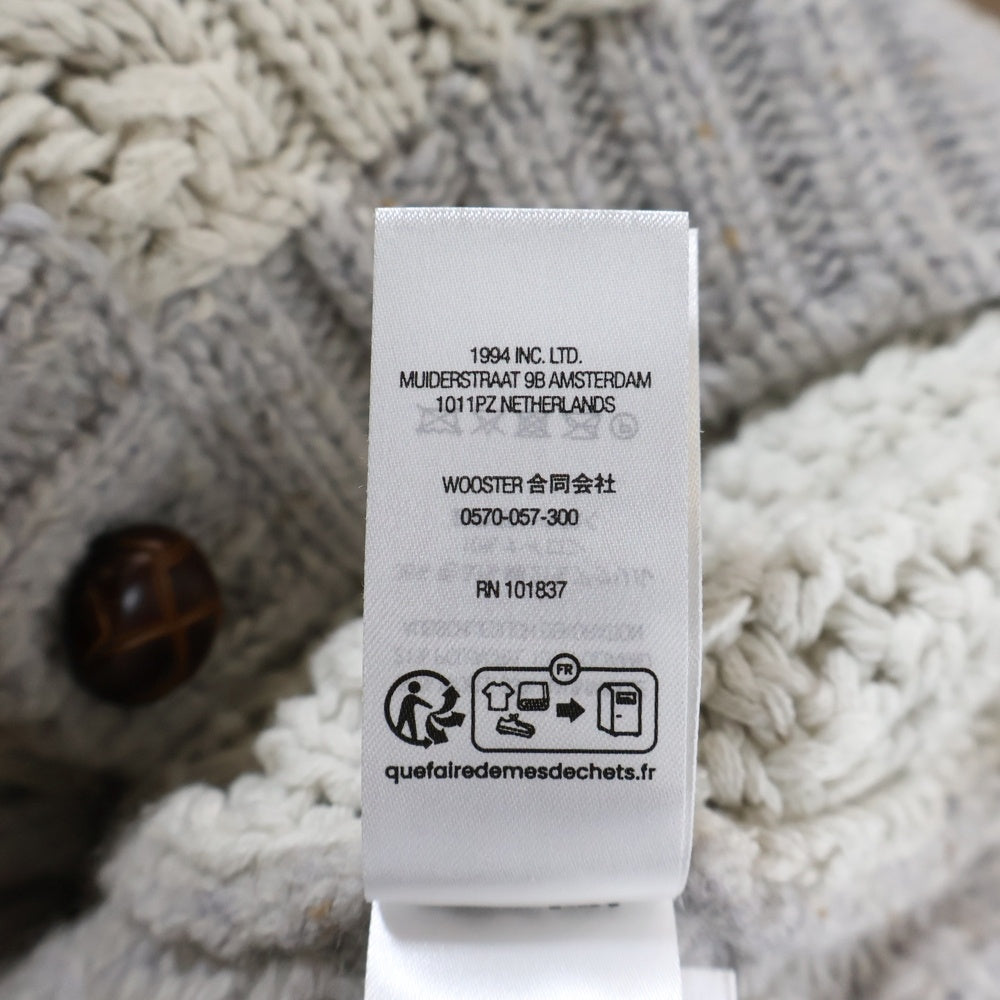 1994 INC. LTD.
MUIDERSTRAAT 9B AMSTERDAM
1011PZ NETHERLANDS
WOOSTER 合同会社
0570-057-300
RN 101837
FR
quefairedemesdechets.fr